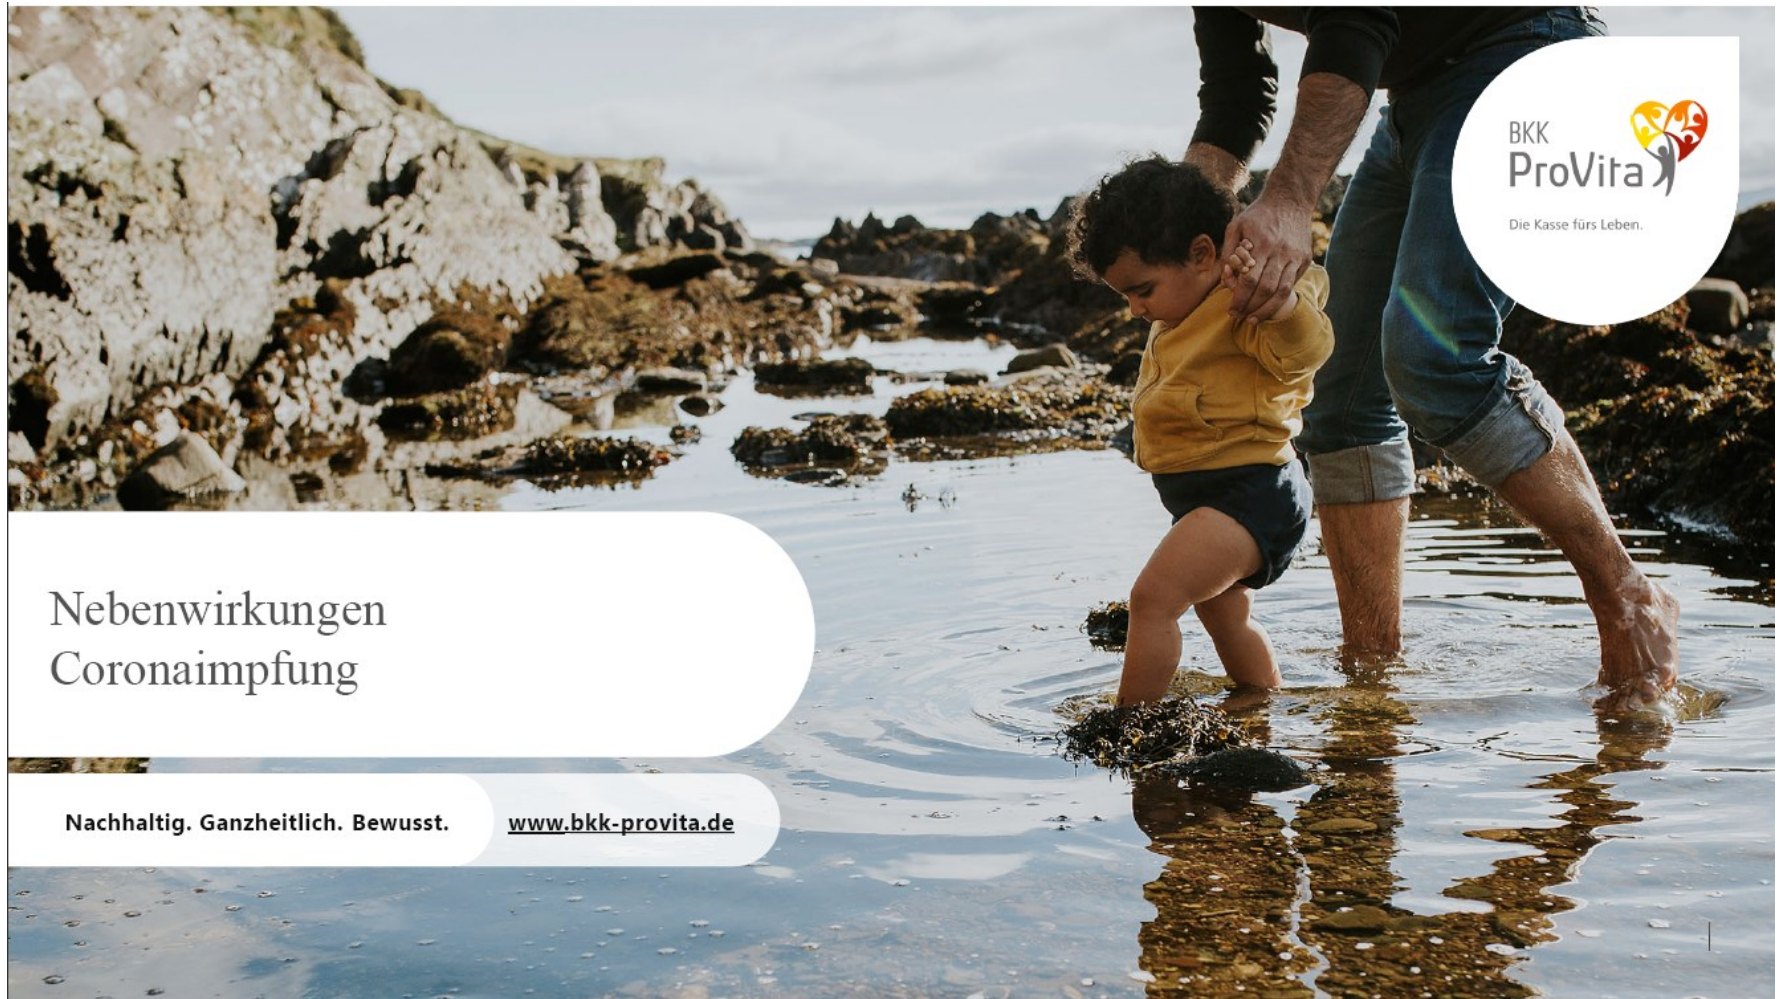 BKK
ProVita
Die Kasse fürs Leben.
Nebenwirkungen
Coronaimpfung
Nachhaltig. Ganzheitlich. Bewusst.
www.bkk-provita.de